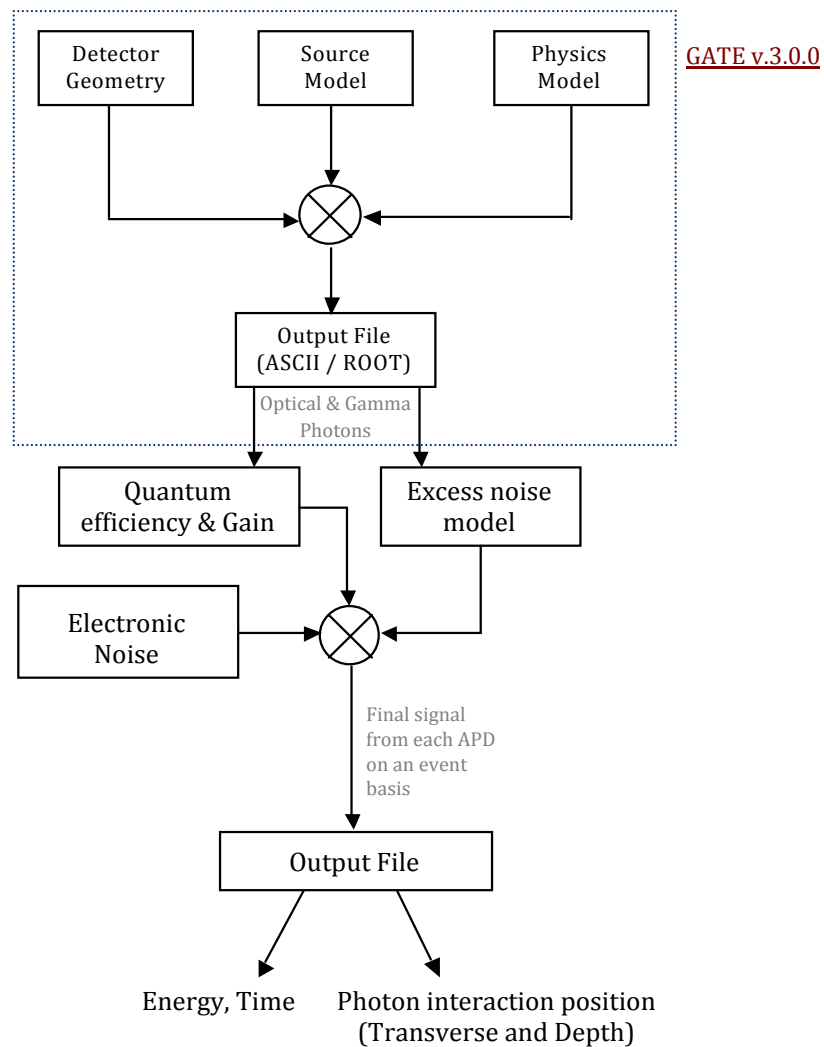 Detector
Geometry
Source
Model
Physics
Model
GATE v.3.0.0
Output File
(ASCII / ROOT)
Optical & Gamma
Photons
Quantum
efficiency & Gain
Excess noise
model
Electronic
Noise
Final signal
from each APD
on an event
basis
Output File
Energy, Time
Photon interaction position
(Transverse and Depth)